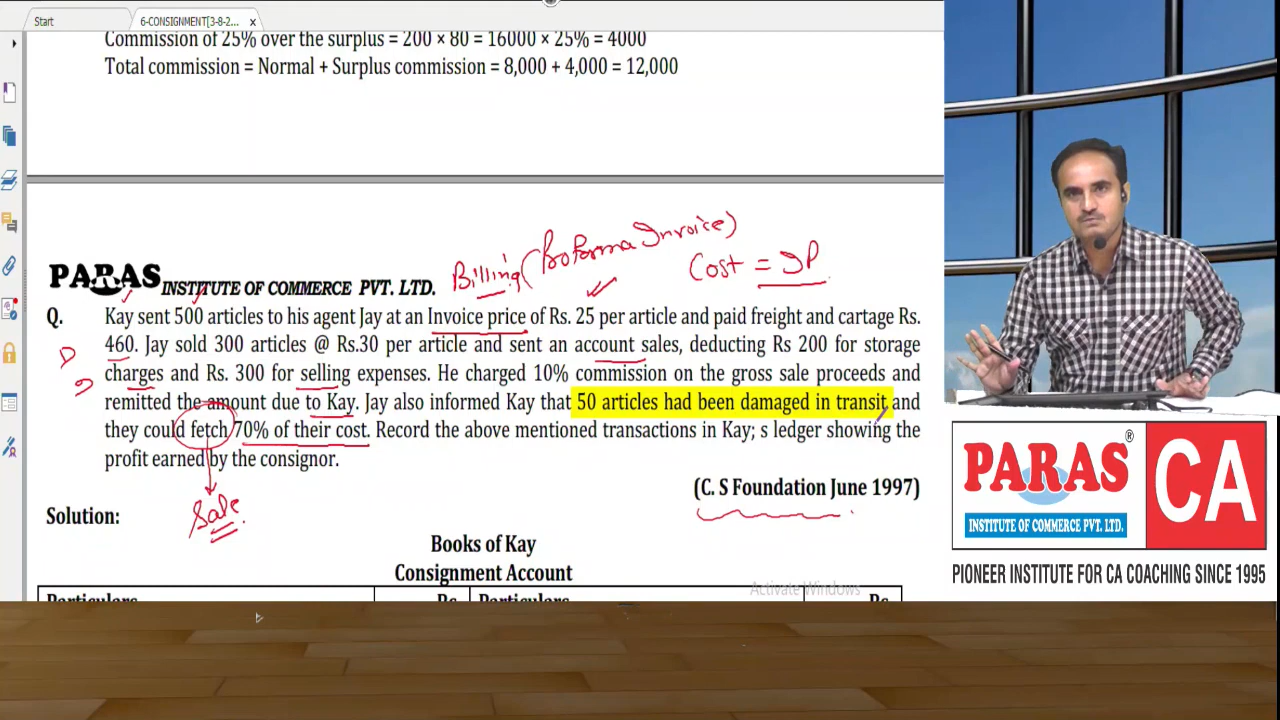 Start
6-CONSIGNMENT[3-8-2...
x
Commission of 25% over the surplus = 200 × 80 = 16000 × 25% = 4000
Total commission = Normal + Surplus commission = 8,000 + 4,000 = 12,000
Billing (Proforma Invoice)
Cost = IP
PARAS INSTITUTE OF COMMERCE PVT. LTD.
Q. Kay sent 500 articles to his agent Jay at an Invoice price of Rs. 25 per article and paid freight and cartage Rs.
460. Jay sold 300 articles @ Rs.30 per article and sent an account sales, deducting Rs 200 for storage
charges and Rs. 300 for selling expenses. He charged 10% commission on the gross sale proceeds and
remitted the amount due to Kay. Jay also informed Kay that 50 articles had been damaged in transit and
they could fetch 70% of their cost. Record the above mentioned transactions in Kay; s ledger showing the
profit earned by the consignor.
(C. S Foundation June 1997)
Sale
Solution:
Books of Kay
Consignment Account
Particulars Rs Particulars Rs
Activate Windows
PARAS®
INSTITUTE OF COMMERCE PVT. LTD.
CA
PIONEER INSTITUTE FOR CA COACHING SINCE 1995